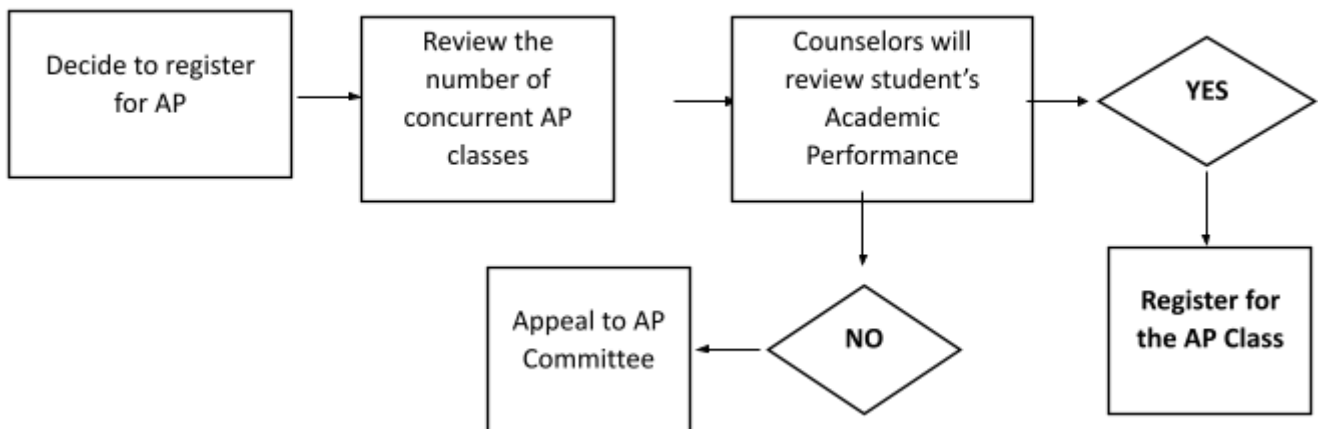 Decide to register
for AP
Review the
number of
concurrent AP
classes
Counselors will
review student’s
Academic
Performance
YES
Appeal to AP
Committee
NO
Register for
the AP Class